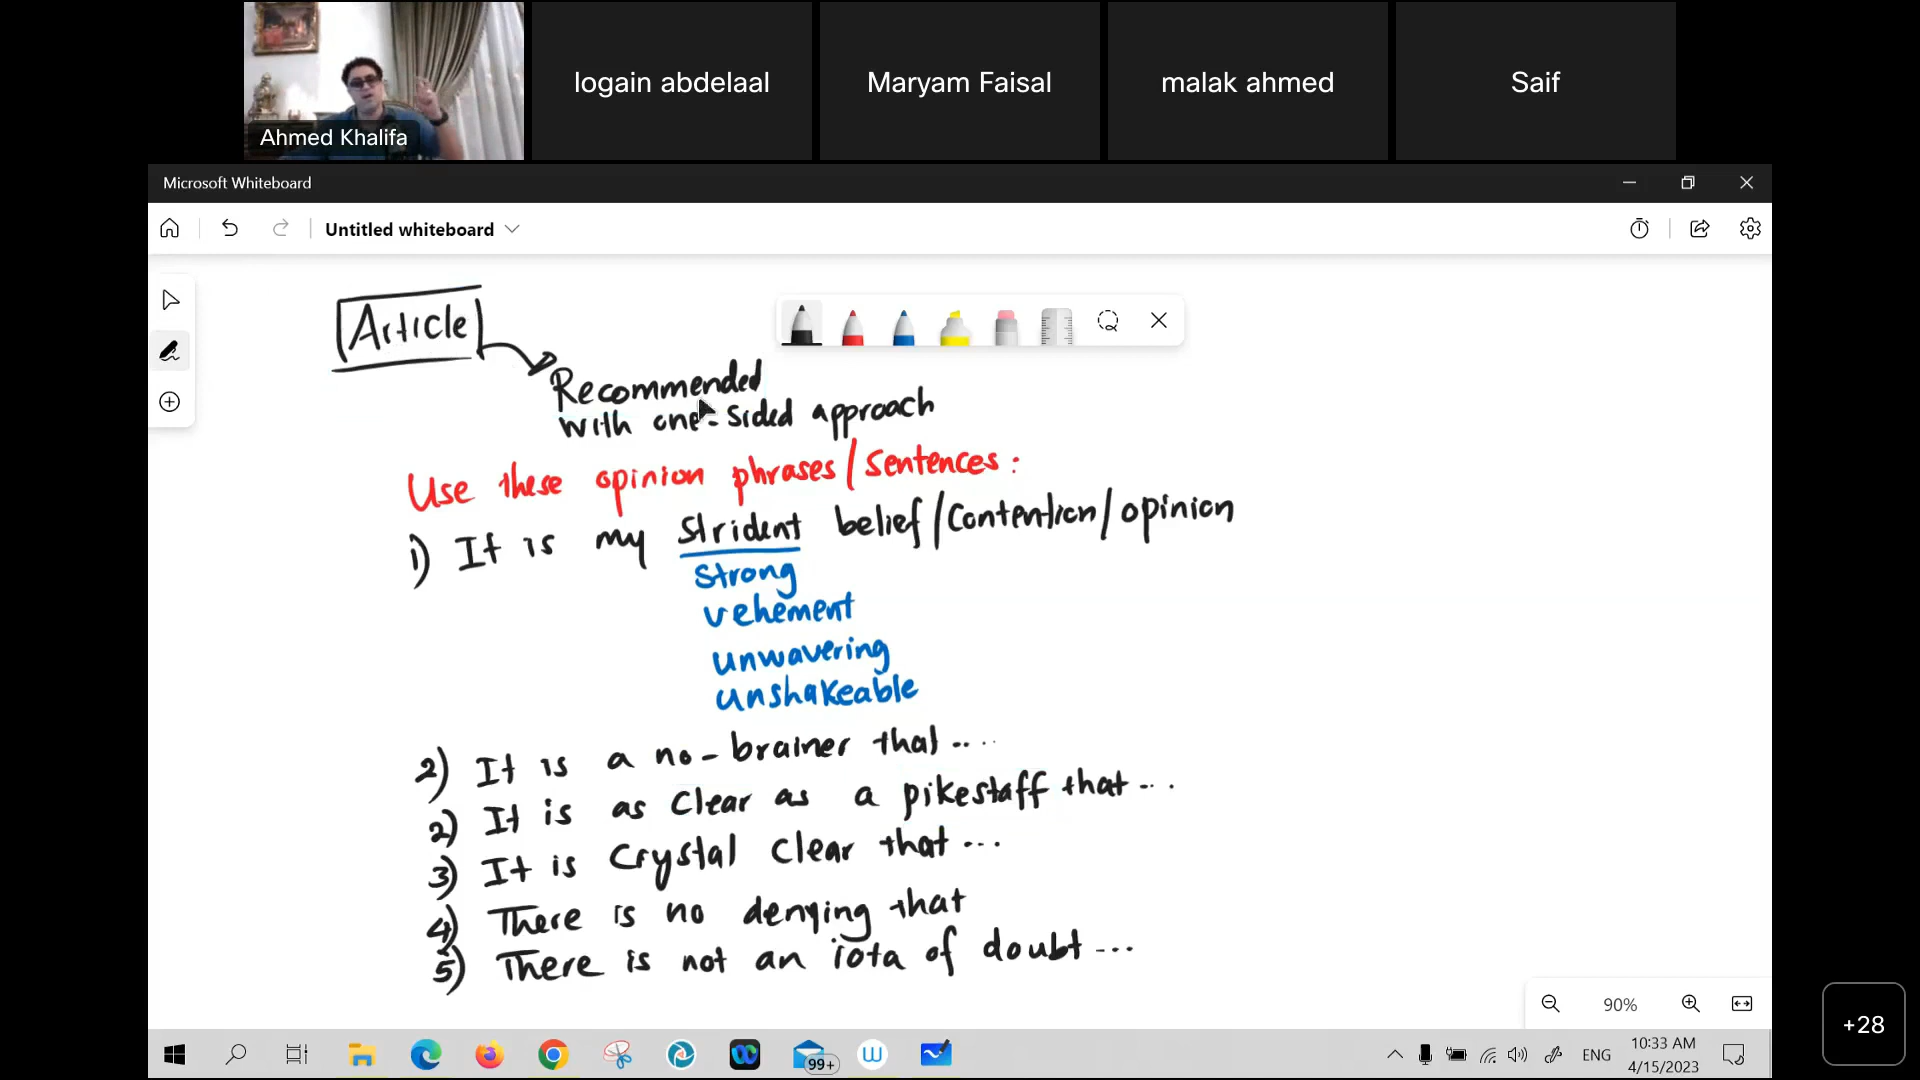 logain abdelaal
Maryam Faisal
malak ahmed
Saif
Ahmed Khalifa
Microsoft Whiteboard
Untitled whiteboard
Article
Recommended
with one-sided approach
Use these opinion phrases/sentences:
1) It is my strident belief/contention/opinion
strong
vehement
unwavering
unshakeable
2) It is a no-brainer that....
2) It is as clear as a pikestaff that...
3) It is crystal clear that...
4) There is no denying that
5) There is not an iota of doubt...
90%
+28
99+
ENG
10:33 AM
4/15/2023